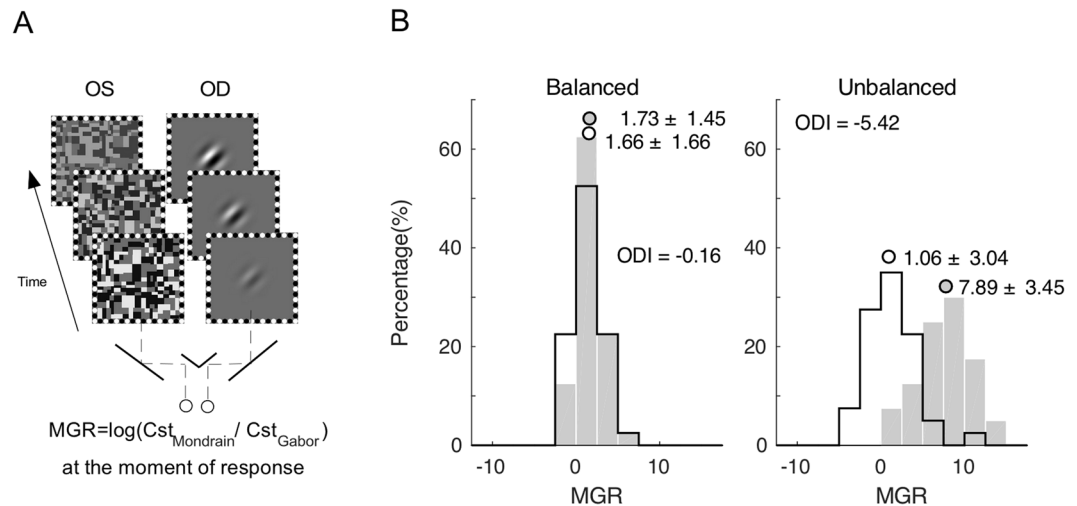 A
OS
OD
Time
MGR=log(Cst_Mondrain / Cst_Gabor )
at the moment of response
B
Balanced
Percentage(%)
60
40
20
0
1.73 ± 1.45
1.66 ± 1.66
ODI = -0.16
-10
0
10
MGR
Unbalanced
ODI = -5.42
60
40
20
0
1.06 ± 3.04
7.89 ± 3.45
-10
0
10
MGR